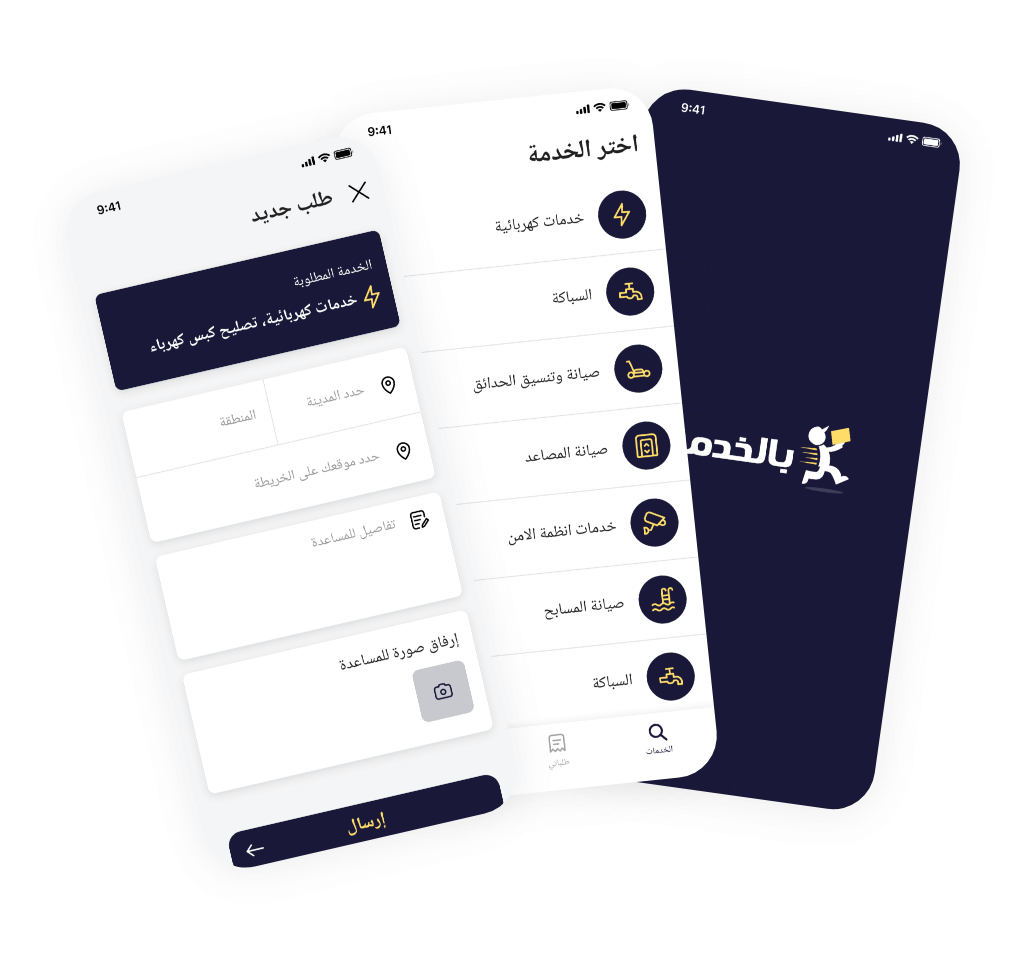 9:41
طلب جديد
الخدمة المطلوبة
خدمات كهربائية، تصليح كبس كهرباء
حدد المدينة
المنطقة
حدد موقعك على الخريطة
تفاصيل للمساعدة
إرفاق صورة للمساعدة
إرسال
9:41
اختر الخدمة
خدمات كهربائية
السباكة
صيانة وتنسيق الحدائق
صيانة المصاعد
خدمات انظمة الامن
صيانة المسابح
السباكة
الخدمات
طلباتي
9:41
بالخدم